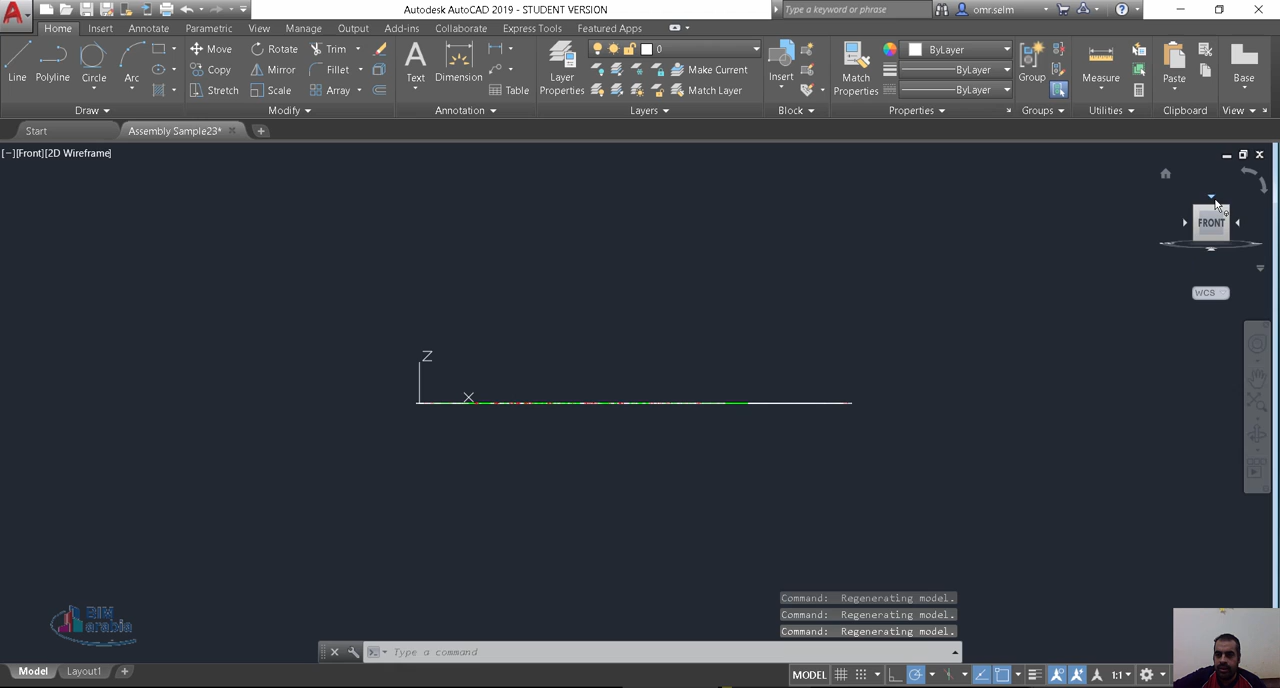 Autodesk AutoCAD 2019 - STUDENT VERSION
Type a keyword or phrase
omr.selm
Home Insert Annotate Parametric View Manage Output Add-ins Collaborate Express Tools Featured Apps
Line Polyline Circle Arc
Move Rotate Trim
Copy Mirror Fillet
Stretch Scale Array
Text Dimension
Table
Layer
Properties
0
Make Current
Match Layer
Insert
Match
Properties
ByLayer
ByLayer
ByLayer
Group
Measure
Paste
Base
Draw Modify Annotation Layers Block Properties Groups Utilities Clipboard View
Start Assembly Sample23*
[−][Front][2D Wireframe]
FRONT
WCS
Z
X
BIM
arabia
Command: Regenerating model.
Command: Regenerating model.
Command: Regenerating model.
Type a command
Model Layout1
MODEL
1:1